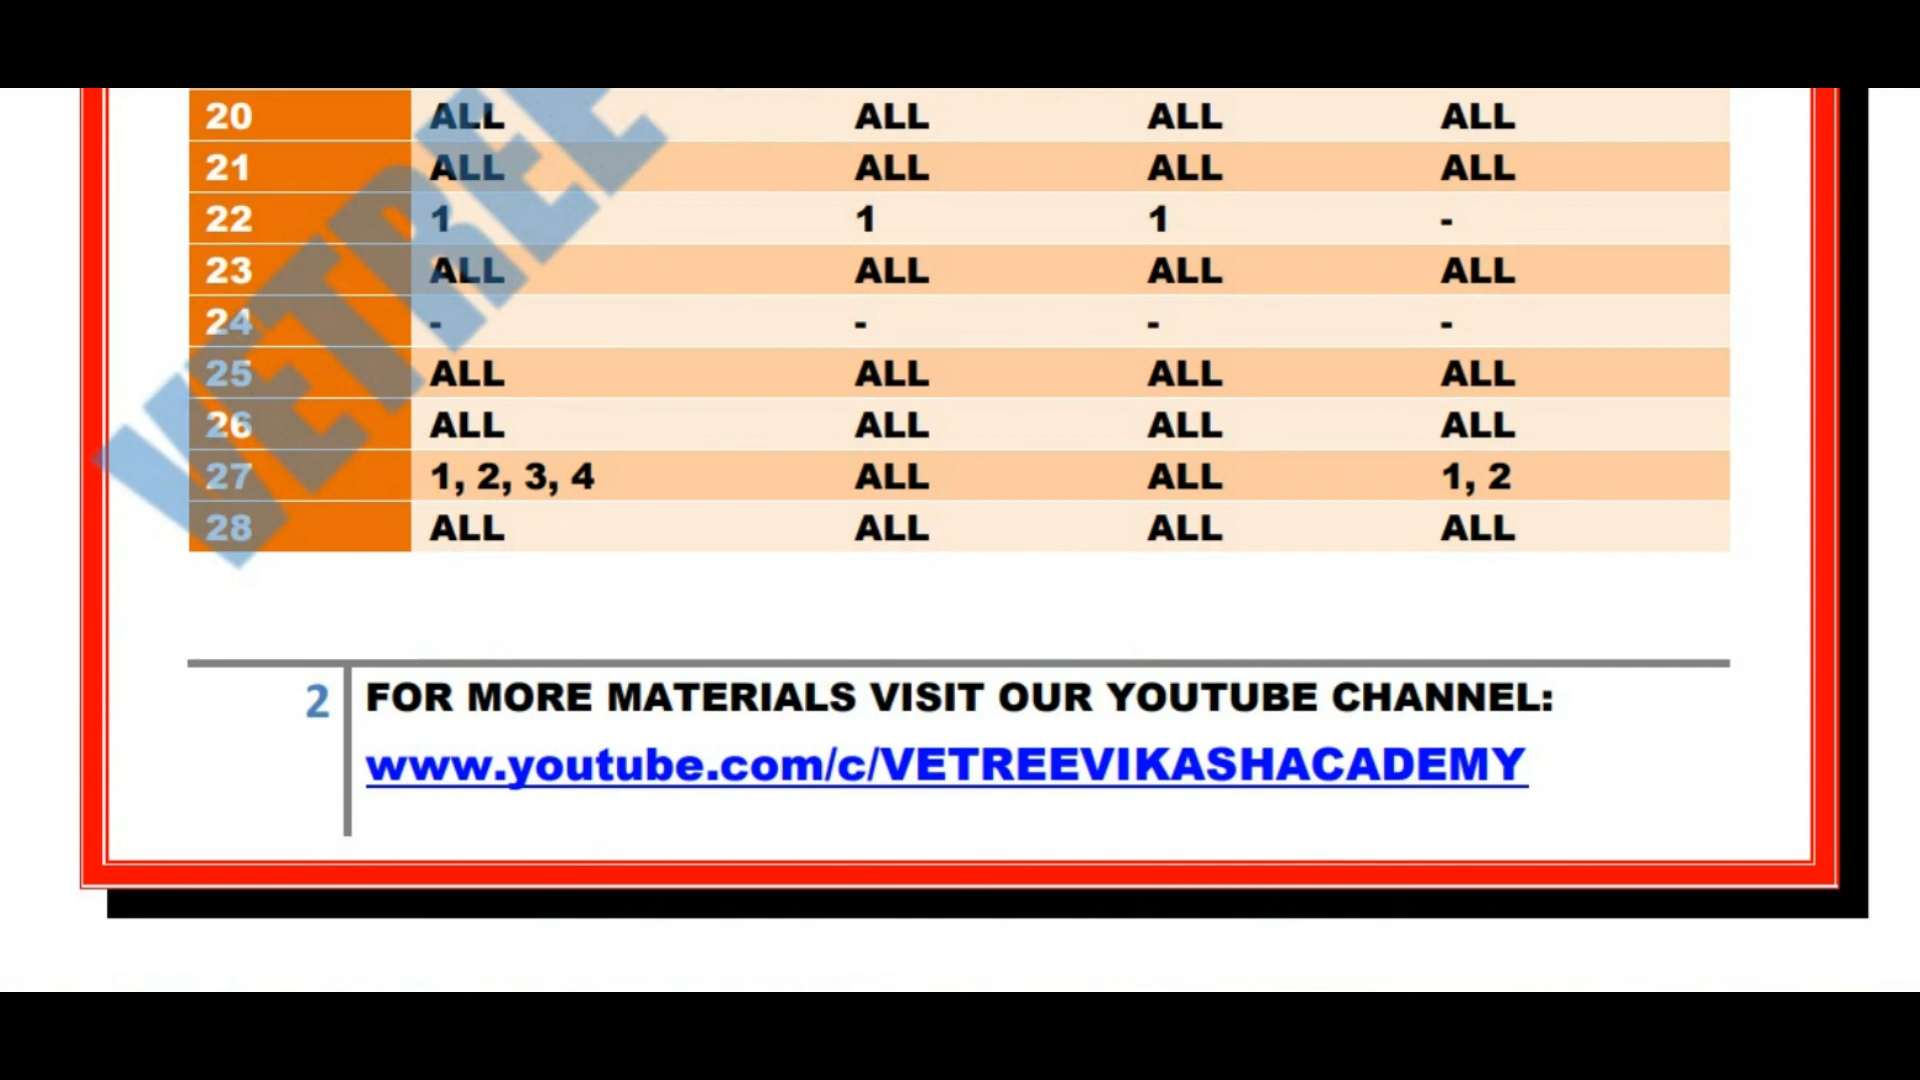 20 ALL ALL ALL ALL
21 ALL ALL ALL ALL
22 1 1 1 -
23 ALL ALL ALL ALL
24 - - - -
25 ALL ALL ALL ALL
26 ALL ALL ALL ALL
27 1, 2, 3, 4 ALL ALL 1, 2
28 ALL ALL ALL ALL
VETREE
2 FOR MORE MATERIALS VISIT OUR YOUTUBE CHANNEL:
www.youtube.com/c/VETREEVIKASHACADEMY